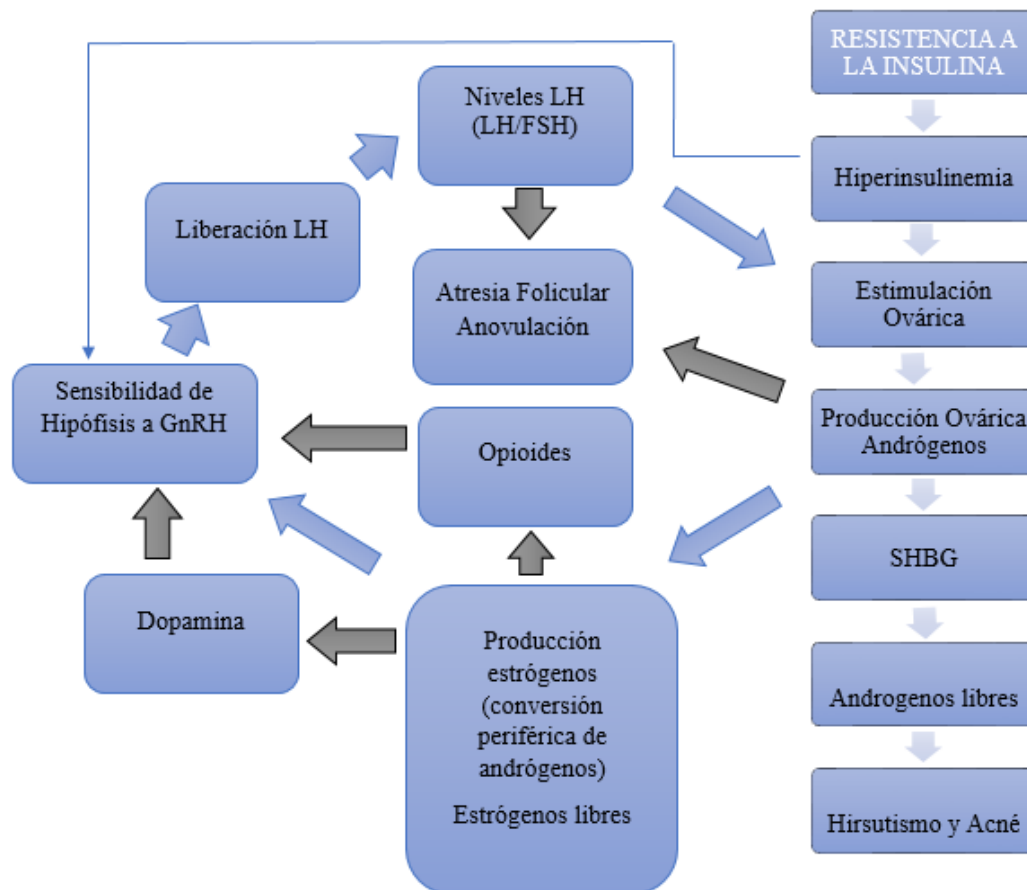 RESISTENCIA A
LA INSULINA
Niveles LH
(LH/FSH)
Hiperinsulinemia
Liberación LH
Estimulación
Ovárica
Atresia Folicular
Anovulación
Sensibilidad de
Hipófisis a GnRH
Producción Ovárica
Andrógenos
Opioides
SHBG
Dopamina
Producción
estrógenos
(conversión
periférica de
andrógenos)
Estrógenos libres
Androgenos libres
Hirsutismo y Acné